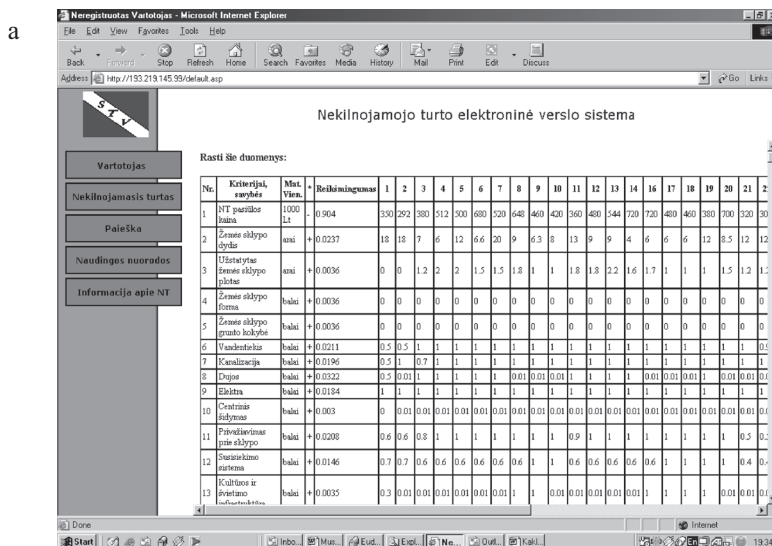 a
Neregistruotas Vartotojas - Microsoft Internet Explorer
File Edit View Favorites Tools Help
Back Forward Stop Refresh Home Search Favorites Media History Mail Print Edit Discuss
Address http://193.219.145.99/default.asp Go Links
STV
Nekilnojamojo turto elektroninė verslo sistema
Vartotojas
Nekilnojamasis turtas
Paieška
Naudingos nuorodos
Informacija apie NT
Rasti šie duomenys:
Nr. Kriterijai, savybės Mat. Vien. * Reikšmingumas 1 2 3 4 5 6 7 8 9 10 11 12 13 14 16 17 18 19 20 21
1 NT pasiūlos kaina 1000 Lt - 0.904 350 292 380 512 500 680 520 648 460 420 360 480 544 720 720 480 460 380 700 320
2 Žemės sklypo dydis arai + 0.0237 18 18 7 6 12 6.6 20 9 6.3 8 13 9 9 4 6 6 6 12 8.5 12 12
3 Užstatytas žemės sklypo plotas arai + 0.0036 0 0 1.2 2 2 1.5 1.5 1.8 1 1 1.8 1.8 2.2 1.6 1.7 1 1 1 1.5 1.2
4 Žemės sklypo forma balai + 0.0036 0 0 0 0 0 0 0 0 0 0 0 0 0 0 0 0 0 0 0 0 0
5 Žemės sklypo grunto kokybė balai + 0.0036 0 0 0 0 0 0 0 0 0 0 0 0 0 0 0 0 0 0 0 0 0
6 Vandentiekis balai + 0.0211 0.5 0.5 1 1 1 1 1 1 1 1 1 1 1 1 1 1 1 1 1 1
7 Kanalizacija balai + 0.0196 0.5 1 0.7 1 1 1 1 1 1 1 1 1 1 1 1 1 1 1 1 1 1
8 Dujos balai + 0.0322 0.5 0.01 1 1 1 1 1 0.01 0.01 0.01 1 1 1 1 0.01 0.01 0.01 1 0.01 0.01
9 Elektra balai + 0.0184 1 1 1 1 1 1 1 1 1 1 1 1 1 1 1 1 1 1 1 1 1
10 Centrinis šidymas balai + 0.003 0 0.01 0.01 0.01 0.01 0.01 0.01 0.01 0.01 0.01 0.01 0.01 0.01 0.01 0.01 0.01 0.01 0.01 0.01 0.01
11 Privažiavimas prie sklypo balai + 0.0208 0.6 0.6 0.8 1 1 1 1 1 1 1 0.9 1 1 1 1 1 1 1 1 0.5
12 Susisiekimo sistema balai + 0.0146 0.7 0.7 0.6 0.6 0.6 0.6 0.6 0.6 1 1 0.6 0.6 0.6 0.6 0.6 1 1 1 1 0.4
13 Kultūros ir švietimo infrastruktūra balai + 0.0035 0.3 0.01 0.01 0.01 0.01 0.01 0.01 1 1 0.01 0.01 0.01 0.01 0.01 1 1 1 1 0.01 0.01
Done Internet
Start Inbo... Mus... Eud... Expl... Ne... Outl... Kakl... En 19:34